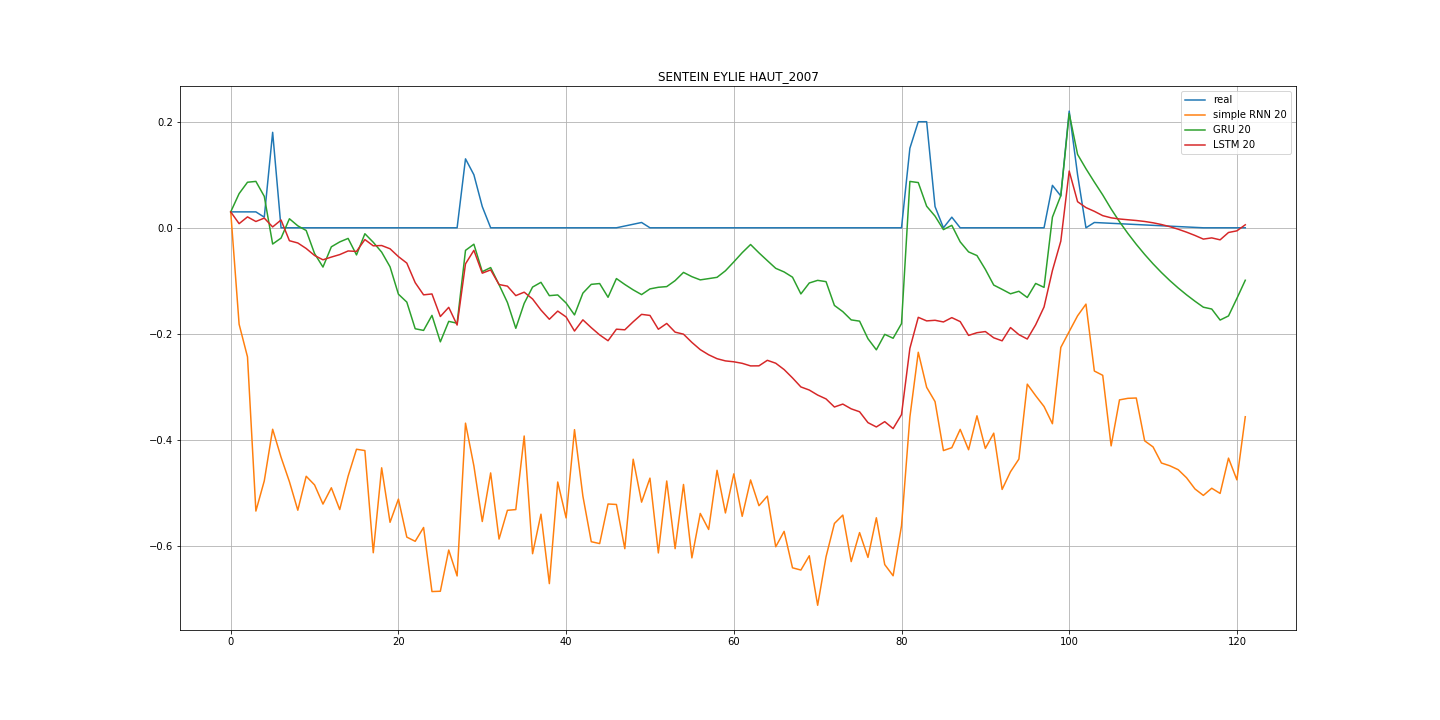 SENTEIN EYLIE HAUT_2007
real
simple RNN 20
GRU 20
LSTM 20
0.2
0.0
−0.2
−0.4
−0.6
0 20 40 60 80 100 120